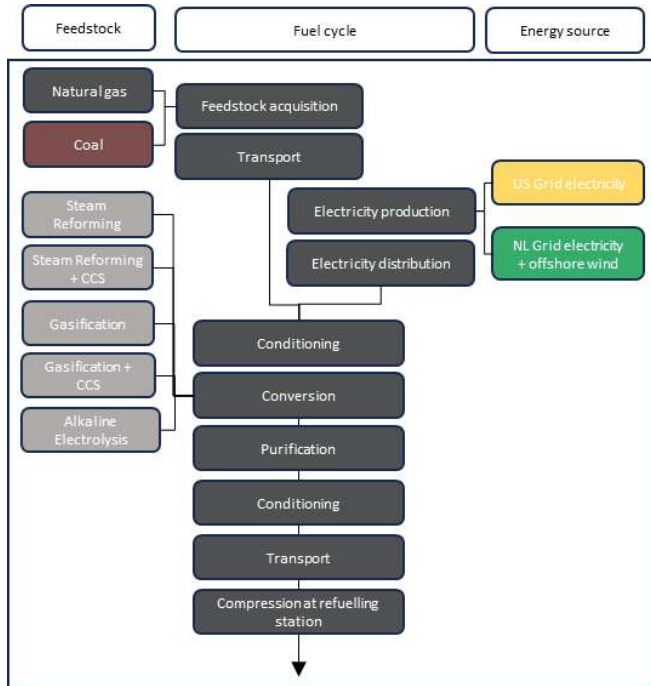 Feedstock
Fuel cycle
Energy source
Natural gas
Feedstock acquisition
Coal
Transport
US Grid electricity
Steam
Reforming
Electricity production
Steam Reforming
+ CCS
Electricity distribution
NL Grid electricity
+ offshore wind
Gasification
Conditioning
Gasification +
CCS
Conversion
Alkaline
Electrolysis
Purification
Conditioning
Transport
Compression at refuelling
station